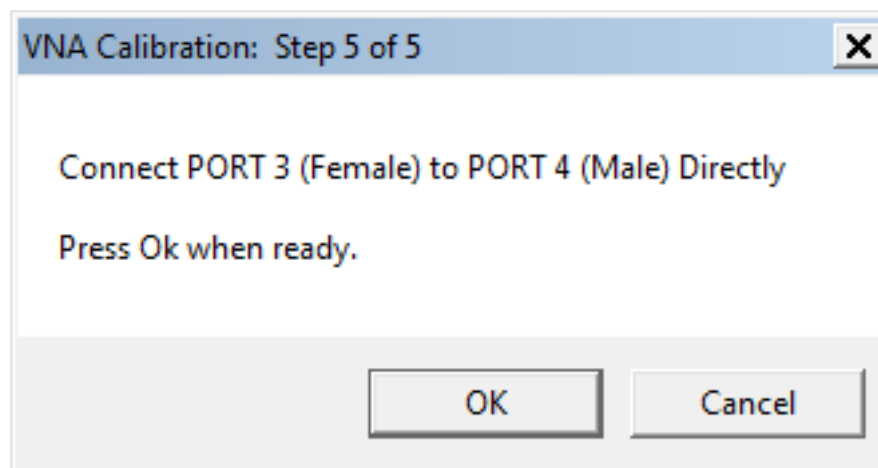 VNA Calibration: Step 5 of 5
Connect PORT 3 (Female) to PORT 4 (Male) Directly
Press Ok when ready.
OK
Cancel